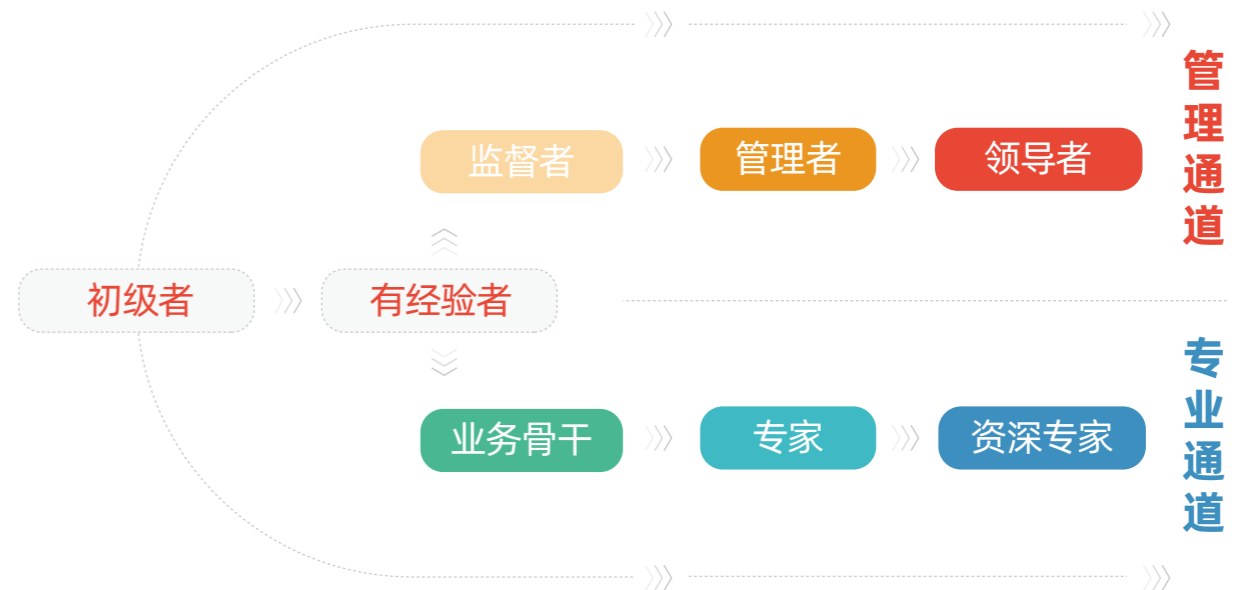 监督者
管理者
领导者
管理通道
初级者
有经验者
业务骨干
专家
资深专家
专业通道